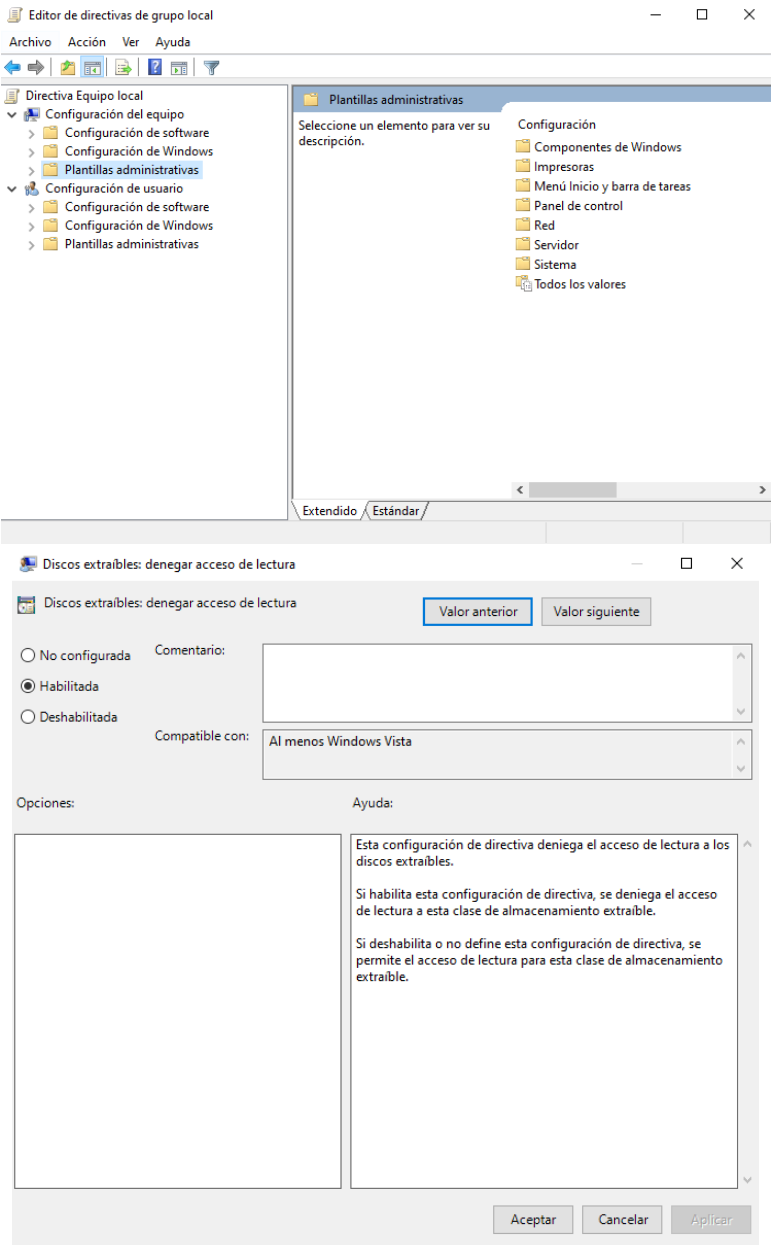 Editor de directivas de grupo local
Archivo Acción Ver Ayuda
Directiva Equipo local
Configuración del equipo
Configuración de software
Configuración de Windows
Plantillas administrativas
Configuración de usuario
Configuración de software
Configuración de Windows
Plantillas administrativas
Plantillas administrativas
Seleccione un elemento para ver su
descripción.
Configuración
Componentes de Windows
Impresoras
Menú Inicio y barra de tareas
Panel de control
Red
Servidor
Sistema
Todos los valores
Extendido Estándar
Discos extraíbles: denegar acceso de lectura
Discos extraíbles: denegar acceso de lectura
Valor anterior Valor siguiente
No configurada
Habilitada
Deshabilitada
Comentario:
Compatible con:
Al menos Windows Vista
Opciones:
Ayuda:
Esta configuración de directiva deniega el acceso de lectura a los
discos extraíbles.
Si habilita esta configuración de directiva, se deniega el acceso
de lectura a esta clase de almacenamiento extraíble.
Si deshabilita o no define esta configuración de directiva, se
permite el acceso de lectura para esta clase de almacenamiento
extraíble.
Aceptar Cancelar Aplicar